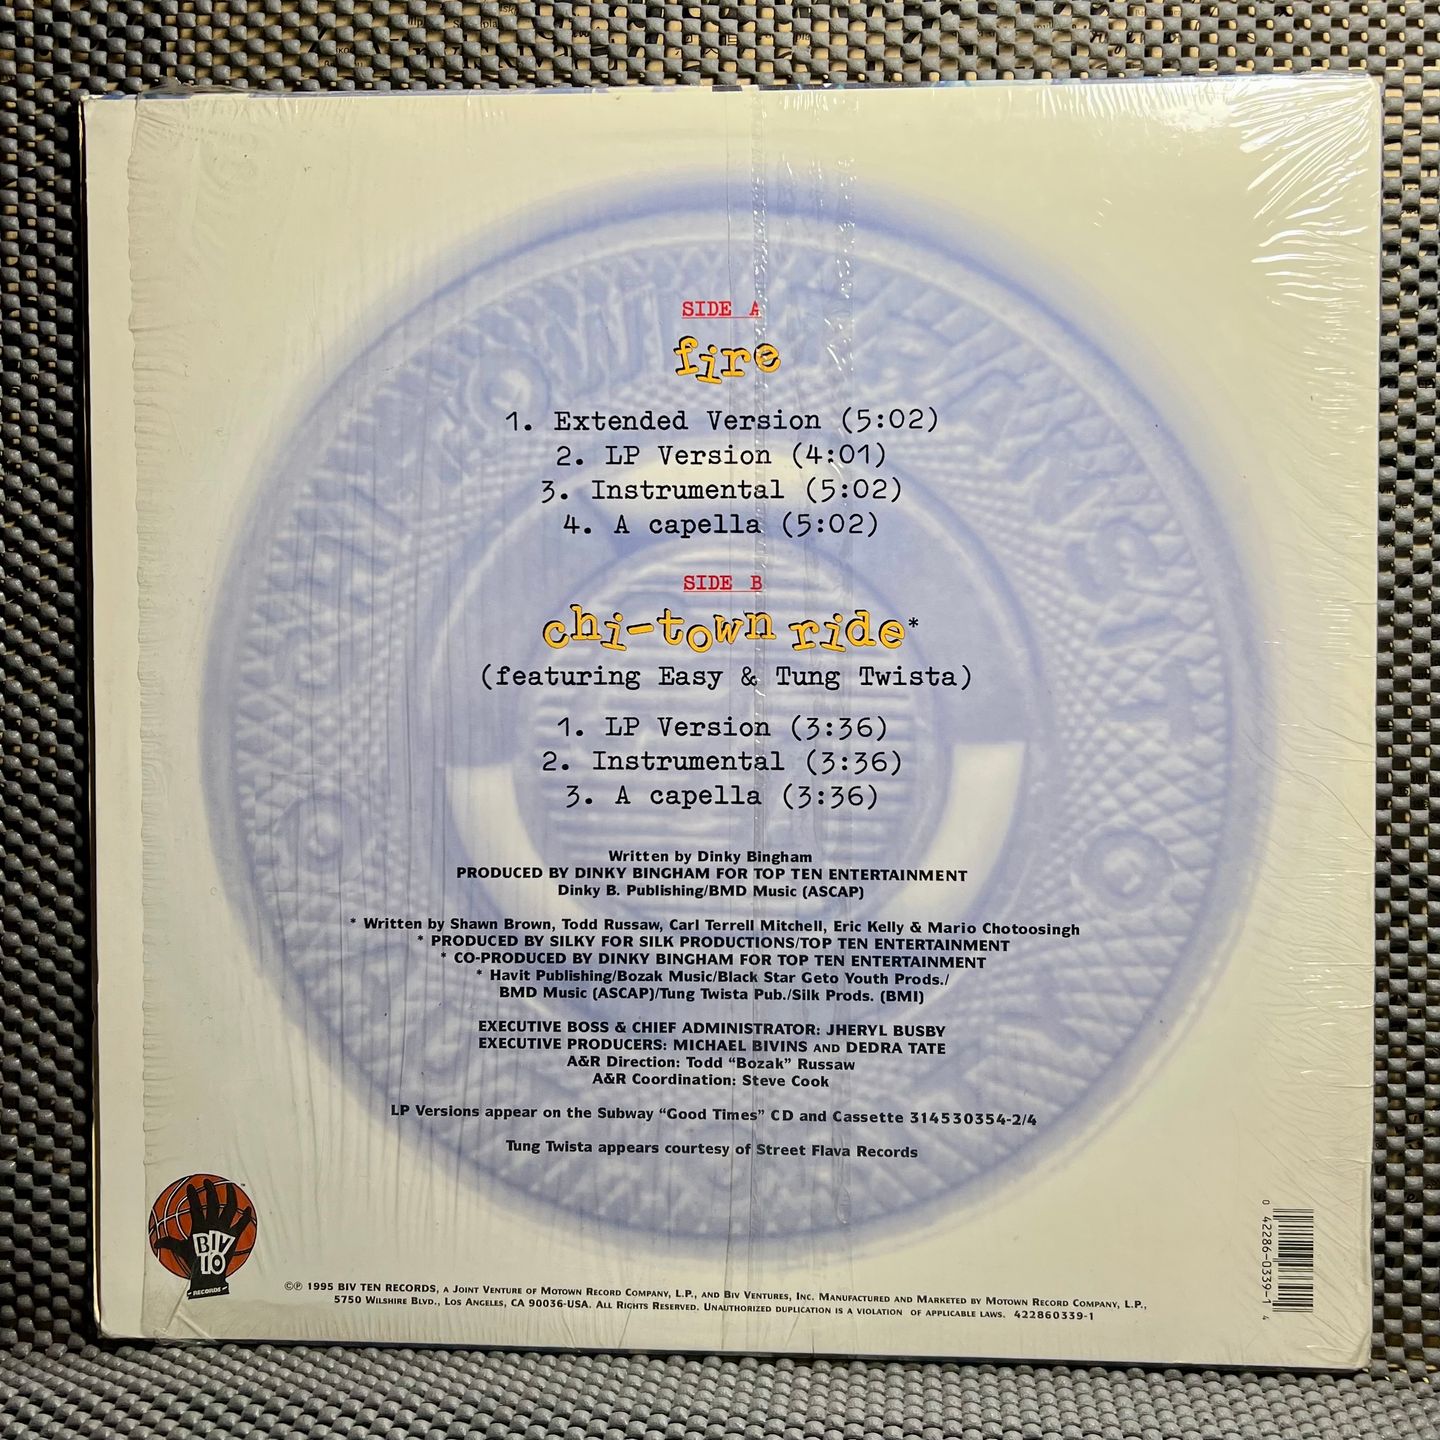 SIDE A
fire
1. Extended Version (5:02)
2. LP Version (4:01)
3. Instrumental (5:02)
4. A capella (5:02)
SIDE B
chi-town ride*
(featuring Easy & Tung Twista)
1. LP Version (3:36)
2. Instrumental (3:36)
3. A capella (3:36)
Written by Dinky Bingham
PRODUCED BY DINKY BINGHAM FOR TOP TEN ENTERTAINMENT
Dinky B. Publishing/BMD Music (ASCAP)
* Written by Shawn Brown, Todd Russaw, Carl Terrell Mitchell, Eric Kelly & Mario Chotoosingh
* PRODUCED BY SILKY FOR SILK PRODUCTIONS/TOP TEN ENTERTAINMENT
* CO-PRODUCED BY DINKY BINGHAM FOR TOP TEN ENTERTAINMENT
* Havit Publishing/Bozak Music/Black Star Geto Youth Prods./
BMD Music (ASCAP)/Tung Twista Pub./Silk Prods. (BMI)
EXECUTIVE BOSS & CHIEF ADMINISTRATOR: JHERYL BUSBY
EXECUTIVE PRODUCERS: MICHAEL BIVINS AND DEDRA TATE
A&R Direction: Todd "Bozak" Russaw
A&R Coordination: Steve Cook
LP Versions appear on the Subway "Good Times" CD and Cassette 314530354-2/4
Tung Twista appears courtesy of Street Flava Records
BIV
10
RECORDS
TM
0 42286-0339-1 4
©℗ 1995 BIV TEN RECORDS, A JOINT VENTURE OF MOTOWN RECORD COMPANY, L.P., AND BIV VENTURES, INC. MANUFACTURED AND MARKETED BY MOTOWN RECORD COMPANY, L.P.,
5750 WILSHIRE BLVD., LOS ANGELES, CA 90036-USA. ALL RIGHTS RESERVED. UNAUTHORIZED DUPLICATION IS A VIOLATION OF APPLICABLE LAWS. 422860339-1